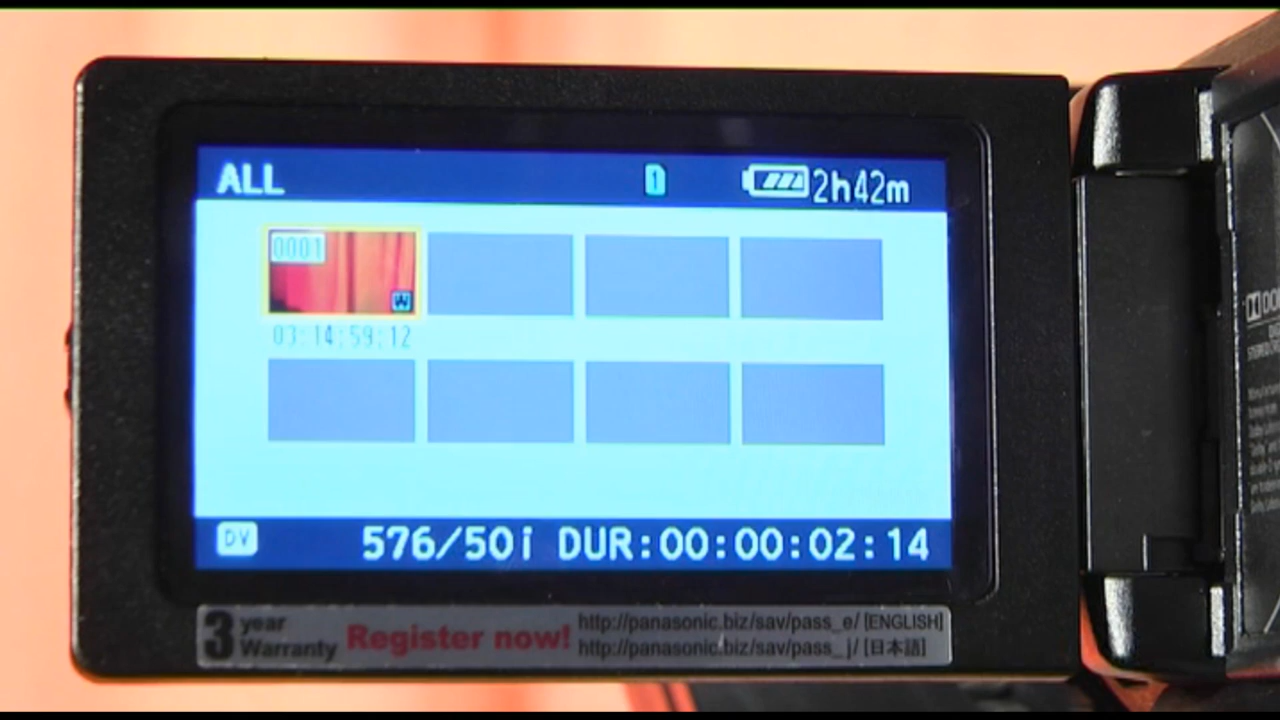 ALL 1 2h42m
0001
W
03:14:59:12
DV 576/50i DUR:00:00:02:14
3 year Warranty Register now! http://panasonic.biz/sav/pass_e/ [ENGLISH]
http://panasonic.biz/sav/pass_j/ [日本語]